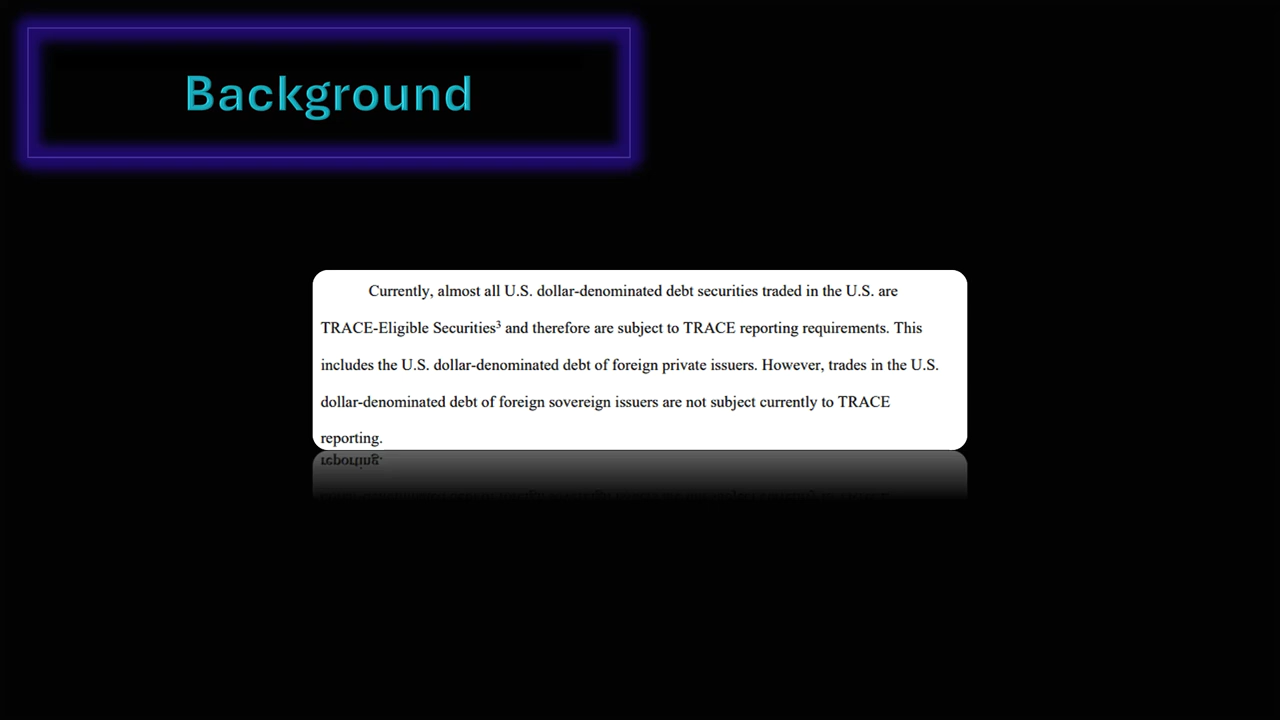 Background
Currently, almost all U.S. dollar-denominated debt securities traded in the U.S. are
TRACE-Eligible Securities³ and therefore are subject to TRACE reporting requirements. This
includes the U.S. dollar-denominated debt of foreign private issuers. However, trades in the U.S.
dollar-denominated debt of foreign sovereign issuers are not subject currently to TRACE
reporting.